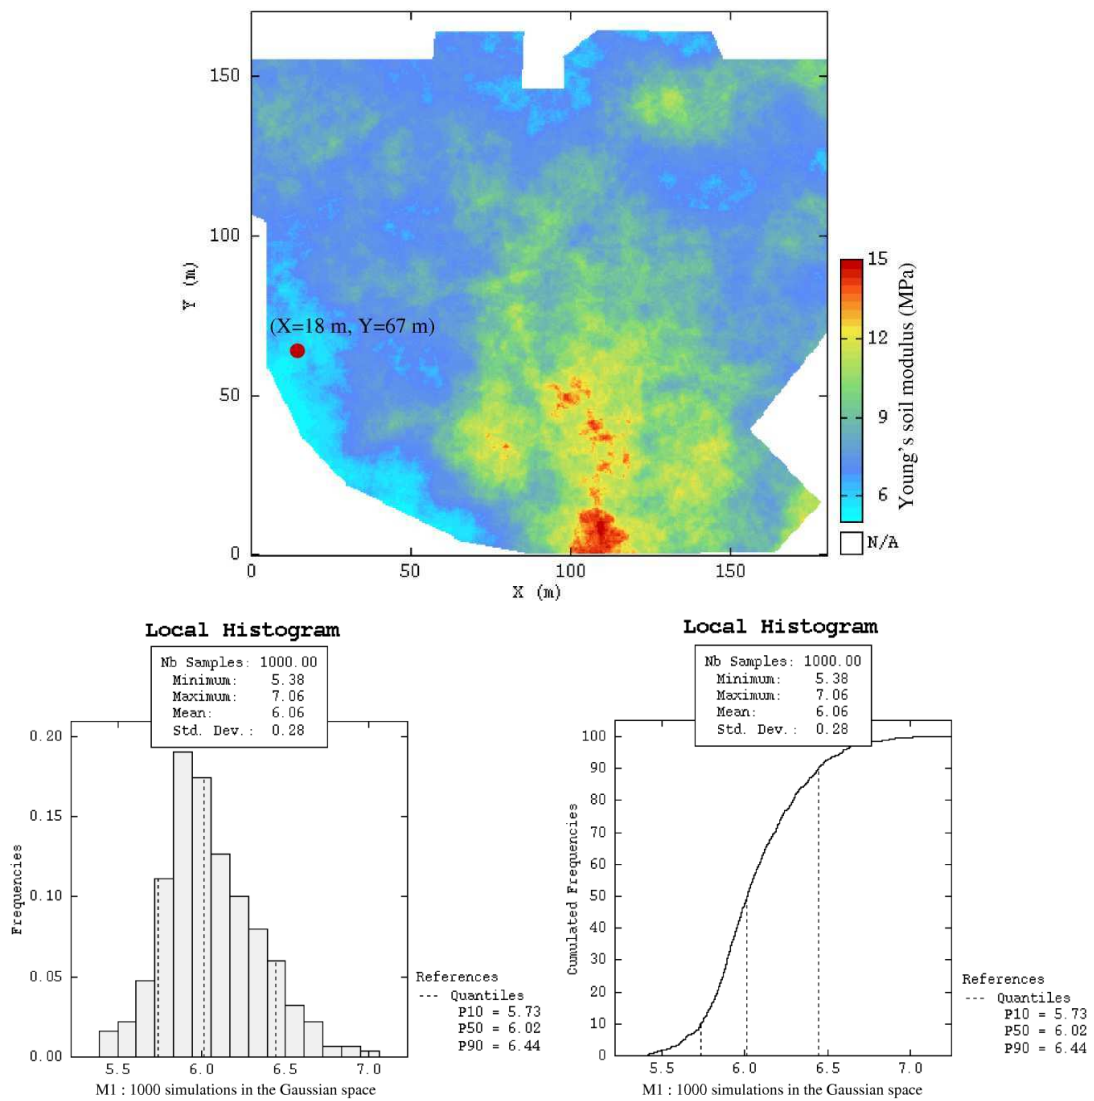 150
100
50
0
Y (m)
(X=18 m, Y=67 m)
0
50
100
150
X (m)
15
12
9
6
N/A
Young's soil modulus (MPa)
Local Histogram
Nb Samples: 1000.00
Minimum: 5.38
Maximum: 7.06
Mean: 6.06
Std. Dev.: 0.28
0.20
0.15
0.10
0.05
0.00
Frequencies
5.5
6.0
6.5
7.0
M1 : 1000 simulations in the Gaussian space
References
Quantiles
P10 = 5.73
P50 = 6.02
P90 = 6.44
Local Histogram
Nb Samples: 1000.00
Minimum: 5.38
Maximum: 7.06
Mean: 6.06
Std. Dev.: 0.28
100
90
80
70
60
50
40
30
20
10
0
Cumulated Frequencies
5.5
6.0
6.5
7.0
M1 : 1000 simulations in the Gaussian space
References
Quantiles
P10 = 5.73
P50 = 6.02
P90 = 6.44